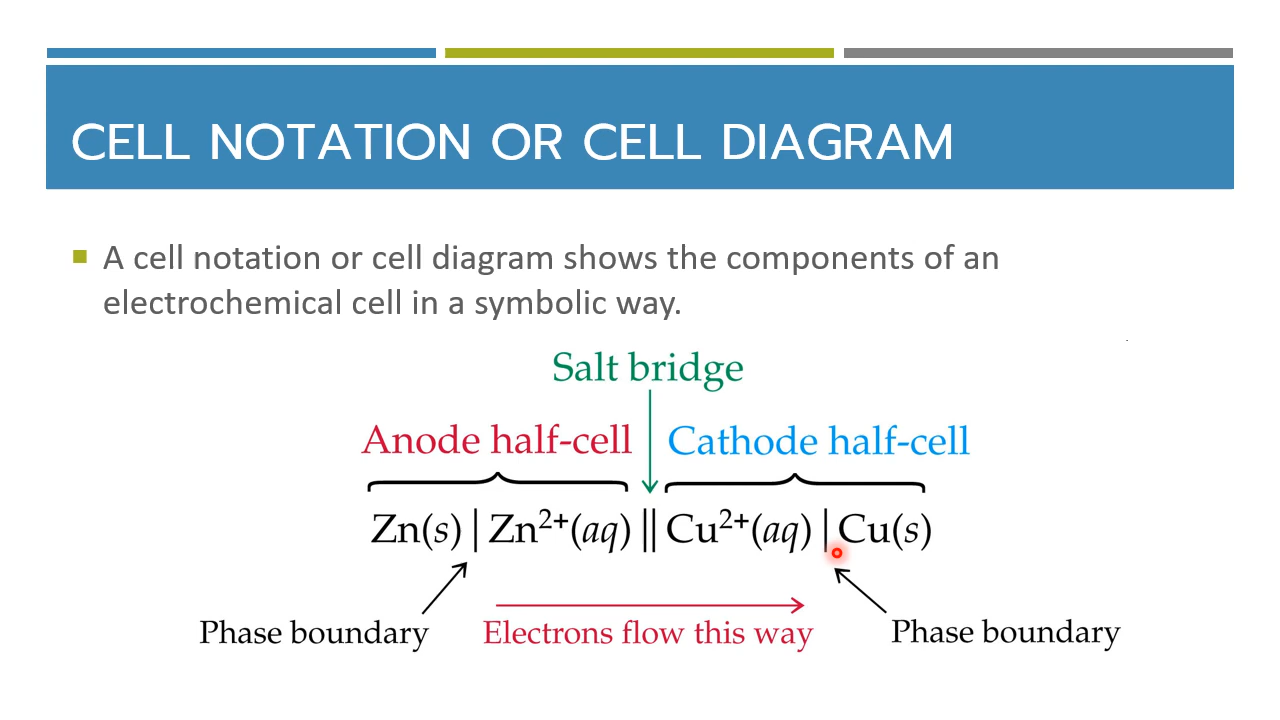 CELL NOTATION OR CELL DIAGRAM
A cell notation or cell diagram shows the components of an
electrochemical cell in a symbolic way.
Salt bridge
Anode half-cell Cathode half-cell
Zn(s) | Zn²⁺(aq) || Cu²⁺(aq) | Cu(s)
Phase boundary Electrons flow this way Phase boundary